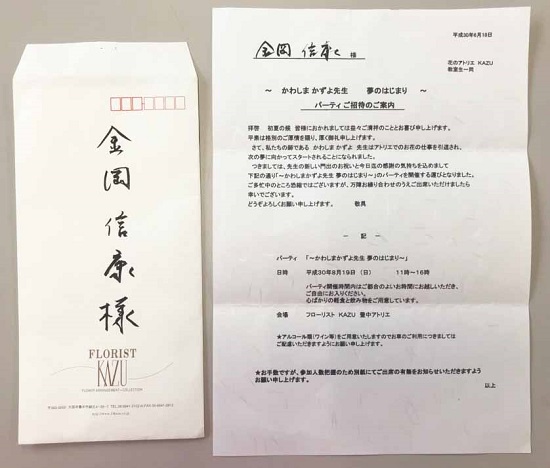 金岡 信康 様
FLORIST
KAZU
FLOWER ARRANGEMENT & COLLECTION
平成30年6月18日
金岡 信康 様
花のアトリエ KAZU
教室生一同
~ かわしま かずよ先生 夢のはじまり ~
パーティ ご招待のご案内
拝啓 初夏の候 皆様におかれましては益々ご清祥のこととお喜び申し上げます。
平素は格別のご厚情を賜り、厚く御礼申し上げます。
さて、私たちの師である かわしま かずよ 先生はアトリエでのお花の仕事を引退され、
次の夢に向かってスタートされることになられました。
つきましては、先生の新しい門出のお祝いと今日迄の感謝の気持を込めまして
下記の通り「~かわしまかずよ先生 夢のはじまり~」のパーティを開催する運びとなりました。
ご多忙中のところ恐縮ではございますが、万障お繰り合わせのうえご出席いただけましたら
幸いでございます。
どうぞよろしくお願い申し上げます。 敬具
― 記 ―
パーティ 「~かわしまかずよ先生 夢のはじまり~」
日時 平成30年8月19日(日) 11時~16時
パーティ開催時間内はご都合のよいお時間にお越しいただき、
ご自由にお入りください。
心ばかりの軽食と飲み物をご用意しています。
会場 フローリスト KAZU 豊中アトリエ
★アルコール類(ワイン等)をご用意いたしますのでお車のご利用につきましては
ご配慮いただきますようにお願い申し上げます。
★お手数ですが、参加人数把握のため別紙にてご出席の有無をお知らせいただきますよう
お願い申し上げます。
以上